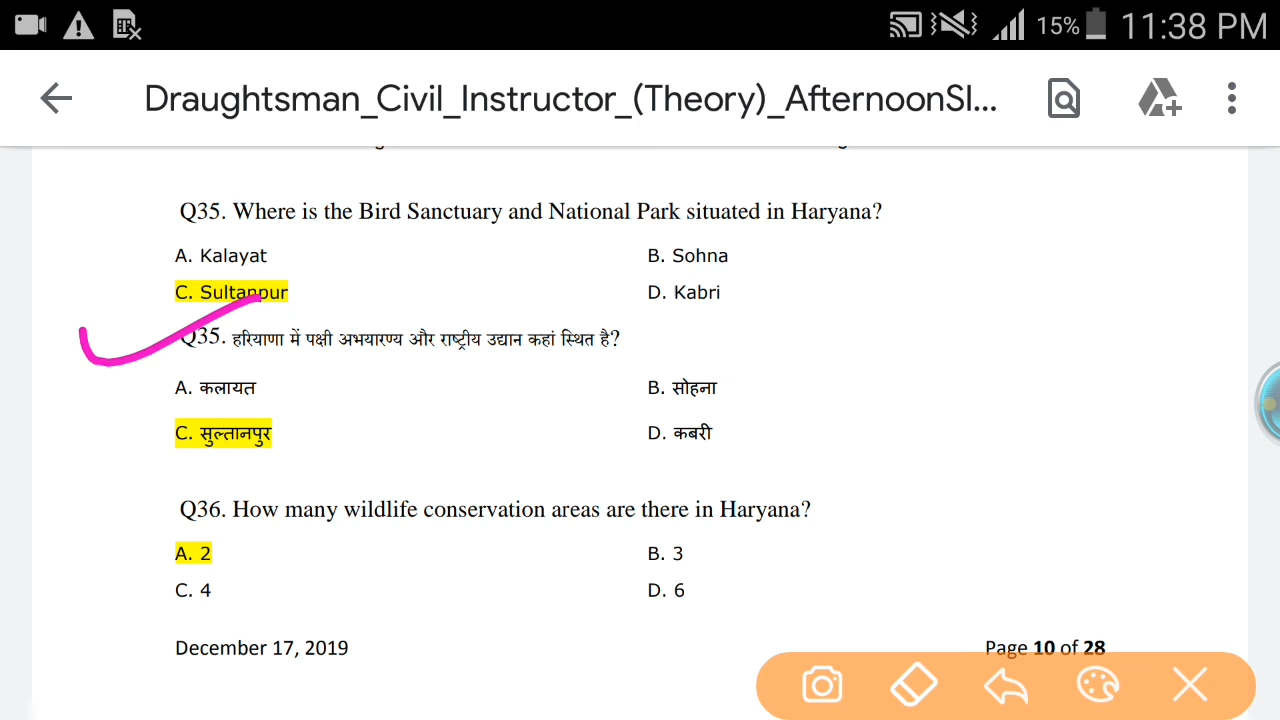 15% 11:38 PM
Draughtsman_Civil_Instructor_(Theory)_AfternoonSI...
Q35. Where is the Bird Sanctuary and National Park situated in Haryana?
A. Kalayat B. Sohna
C. Sultanpur D. Kabri
Q35. हरियाणा में पक्षी अभयारण्य और राष्ट्रीय उद्यान कहां स्थित है?
A. कलायत B. सोहना
C. सुल्तानपुर D. कबरी
Q36. How many wildlife conservation areas are there in Haryana?
A. 2 B. 3
C. 4 D. 6
December 17, 2019 Page 10 of 28